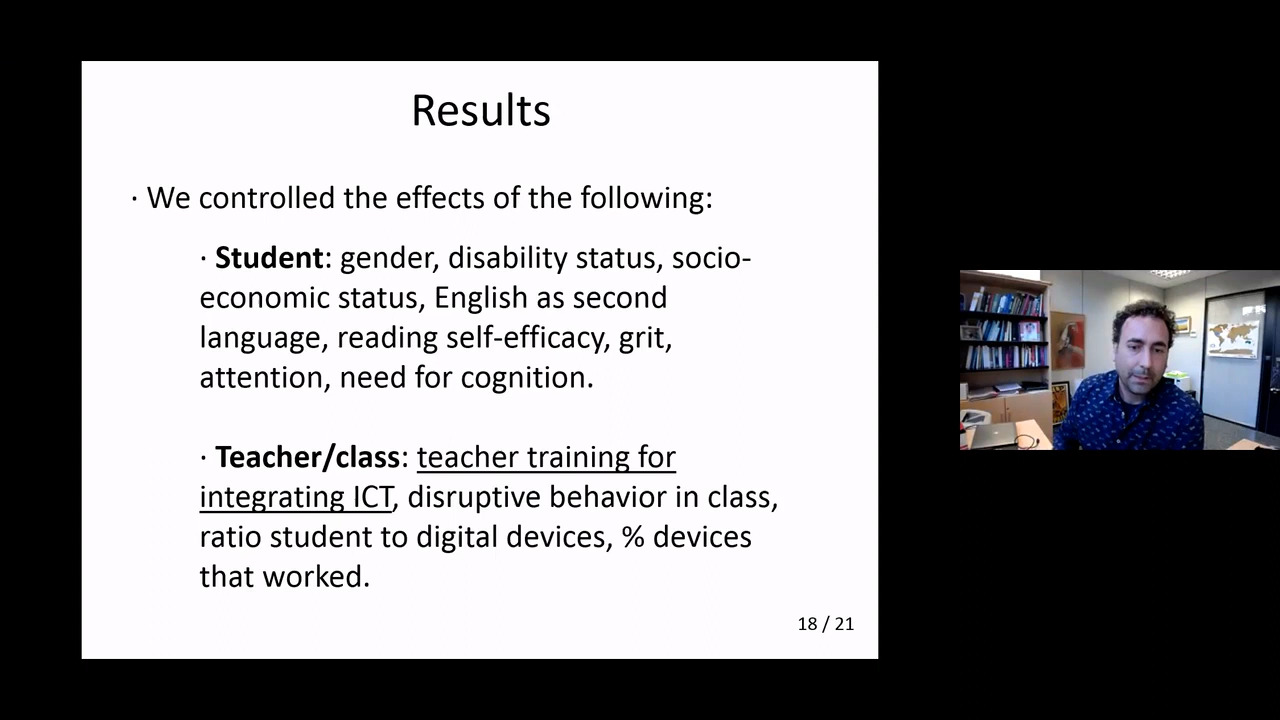 Results
· We controlled the effects of the following:
· Student: gender, disability status, socio-
economic status, English as second
language, reading self-efficacy, grit,
attention, need for cognition.
· Teacher/class: teacher training for
integrating ICT, disruptive behavior in class,
ratio student to digital devices, % devices
that worked.
18 / 21